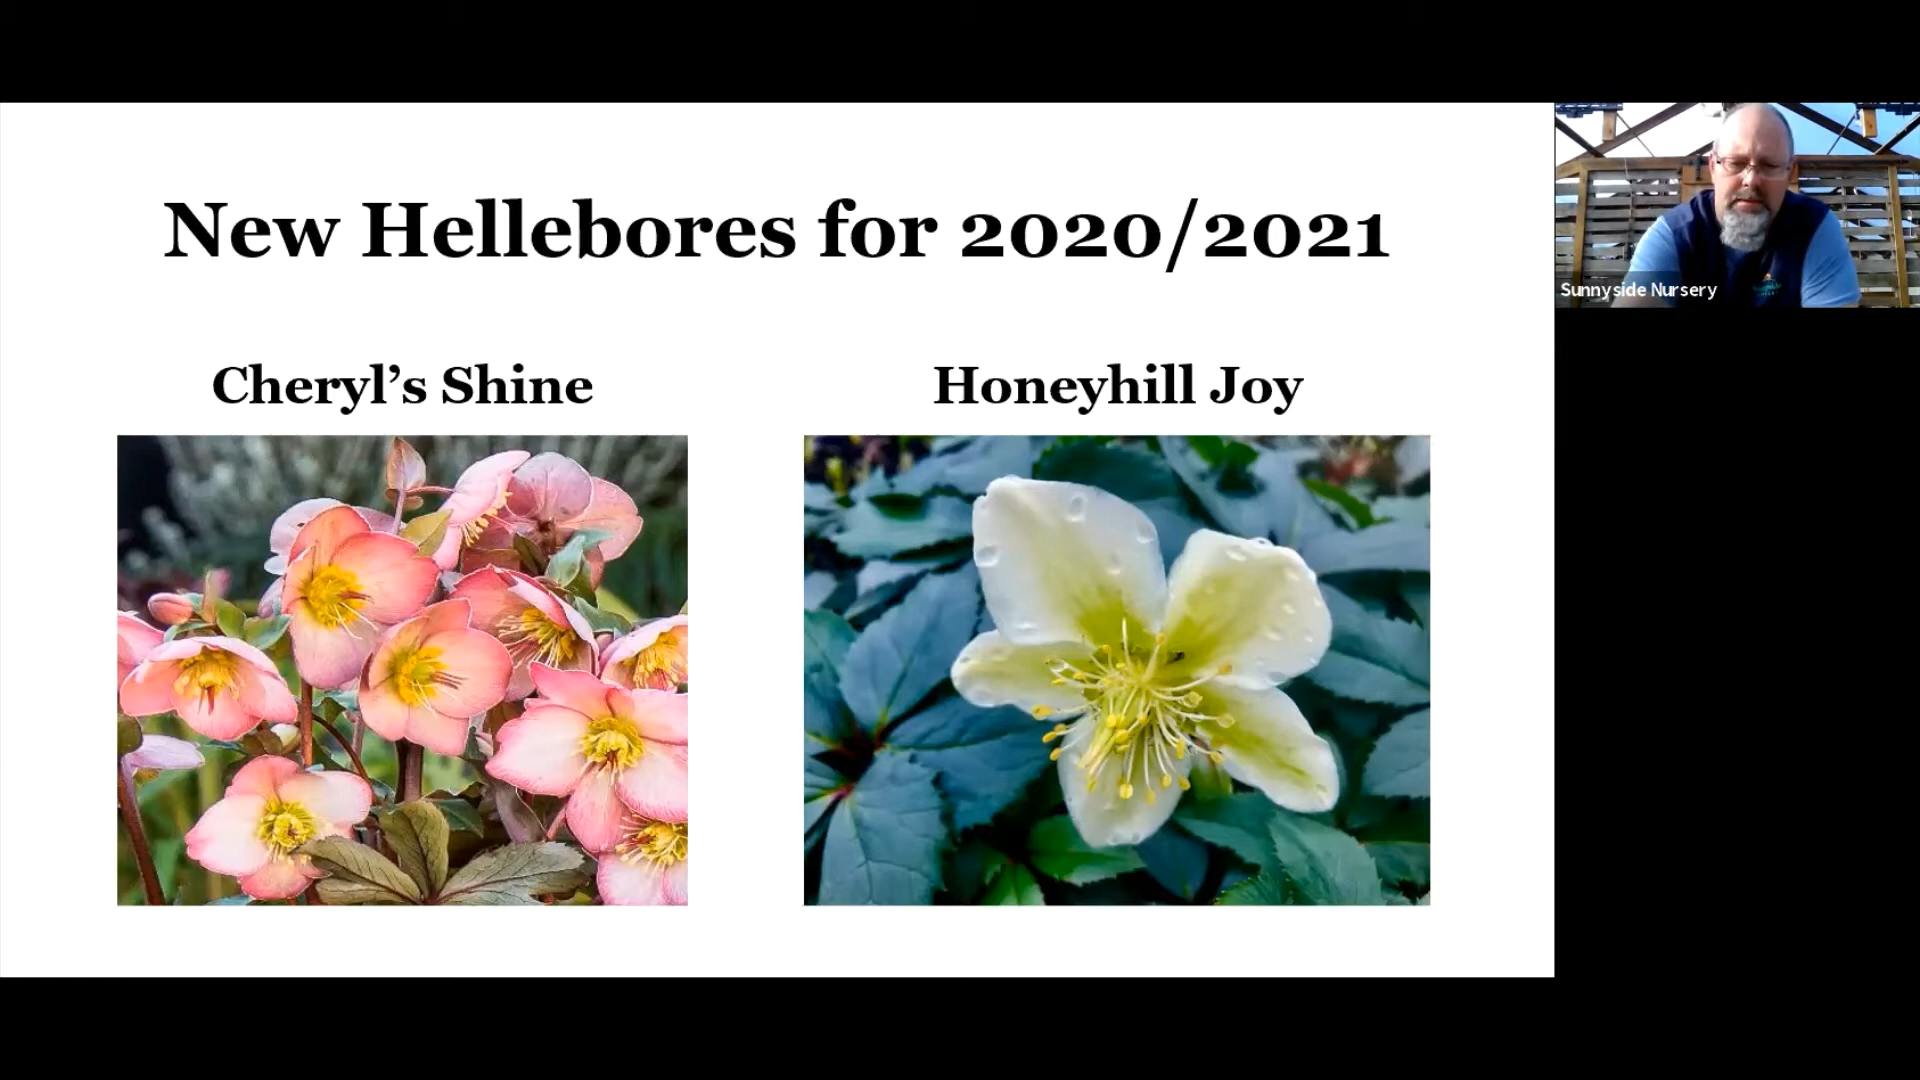 New Hellebores for 2020/2021
Cheryl’s Shine
Honeyhill Joy
Sunnyside Nursery